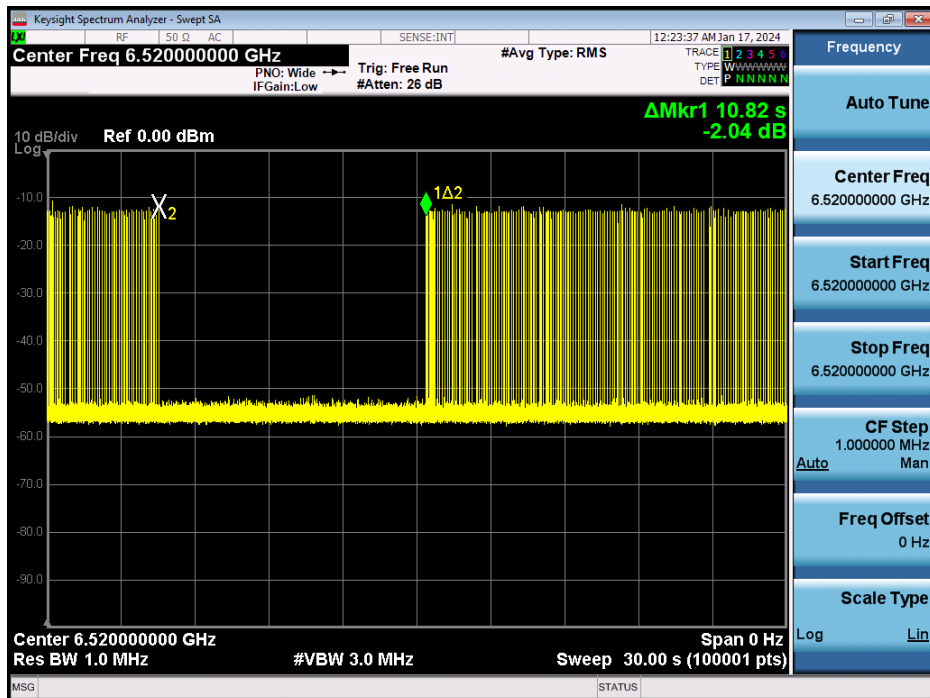 Keysight Spectrum Analyzer - Swept SA
LXI RF 50 Ω AC SENSE:INT 12:23:37 AM Jan 17, 2024
Center Freq 6.520000000 GHz
PNO: Wide
IFGain:Low
Trig: Free Run
#Atten: 26 dB
#Avg Type: RMS
TRACE 1 2 3 4 5 6
TYPE W W W W W W
DET P N N N N N
ΔMkr1 10.82 s
-2.04 dB
10 dB/div Ref 0.00 dBm
Log
-10.0
-20.0
-30.0
-40.0
-50.0
-60.0
-70.0
-80.0
-90.0
X2
1Δ2
Center 6.520000000 GHz Span 0 Hz
Res BW 1.0 MHz #VBW 3.0 MHz Sweep 30.00 s (100001 pts)
MSG STATUS
Frequency
Auto Tune
Center Freq
6.520000000 GHz
Start Freq
6.520000000 GHz
Stop Freq
6.520000000 GHz
CF Step
1.000000 MHz
Auto Man
Freq Offset
0 Hz
Scale Type
Log Lin